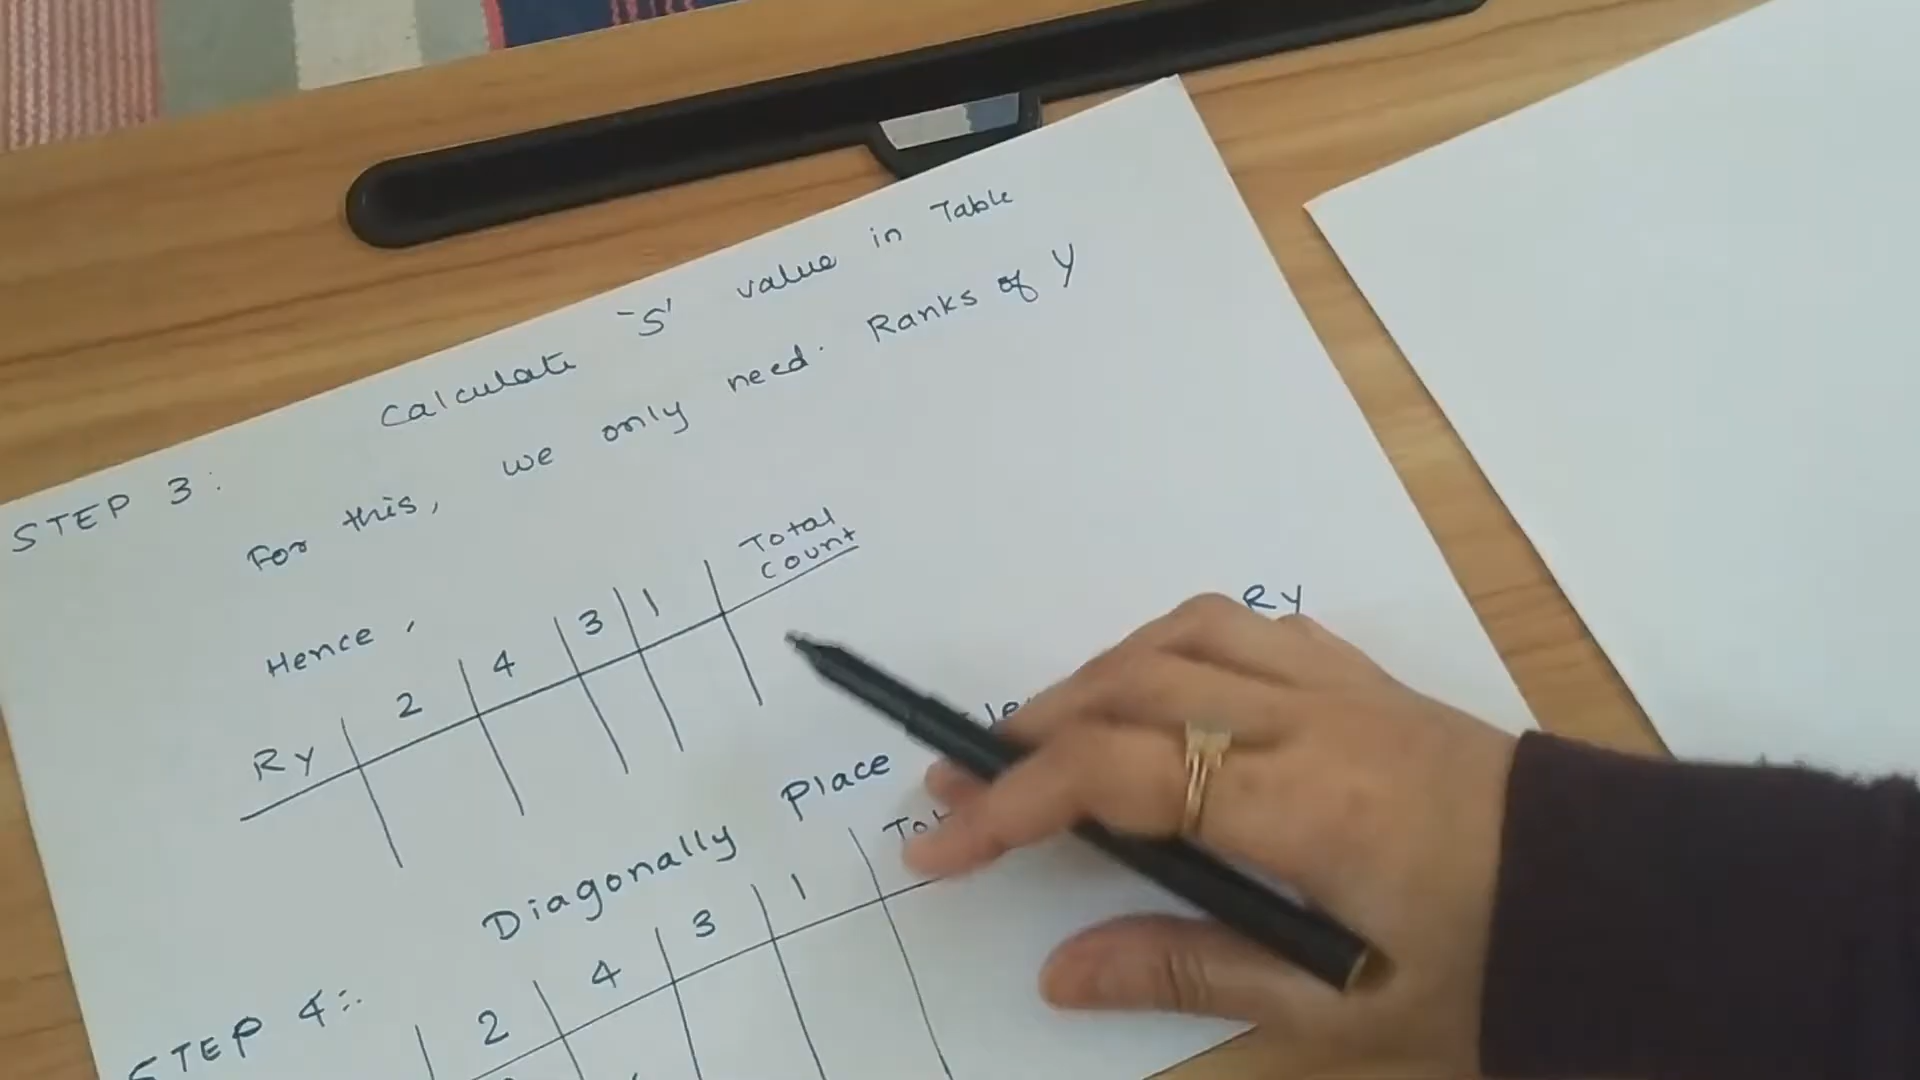 STEP 3: Calculate 'S' value in Table
For this, we only need. Ranks of Y
Hence,
Ry 2 4 3 1 Total Count
STEP 4:. Diagonally Place Ry
2 4 3 1